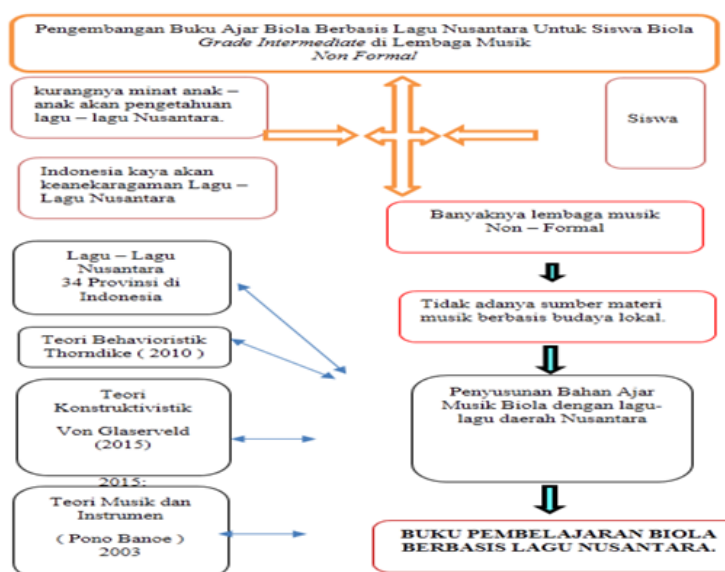 Pengembangan Buku Ajar Biola Berbasis Lagu Nusantara Untuk Siswa Biola
Grade Intermediate di Lembaga Musik
Non Formal
kurangnya minat anak –
anak akan pengetahuan
lagu – lagu Nusantara.
Siswa
Indonesia kaya akan
keanekaragaman Lagu –
Lagu Nusantara
Banyaknya lembaga musik
Non – Formal
Lagu – Lagu
Nusantara
34 Provinsi di
Indonesia
Tidak adanya sumber materi
musik berbasis budaya lokal.
Teori Behavioristik
Thorndike ( 2010 )
Teori
Konstruktivistik
Von Glaserveld
(2015)
Penyusunan Bahan Ajar
Musik Biola dengan lagu-
lagu daerah Nusantara
2015:
Teori Musik dan
Instrumen
( Pono Banoe )
2003
BUKU PEMBELAJARAN BIOLA
BERBASIS LAGU NUSANTARA.